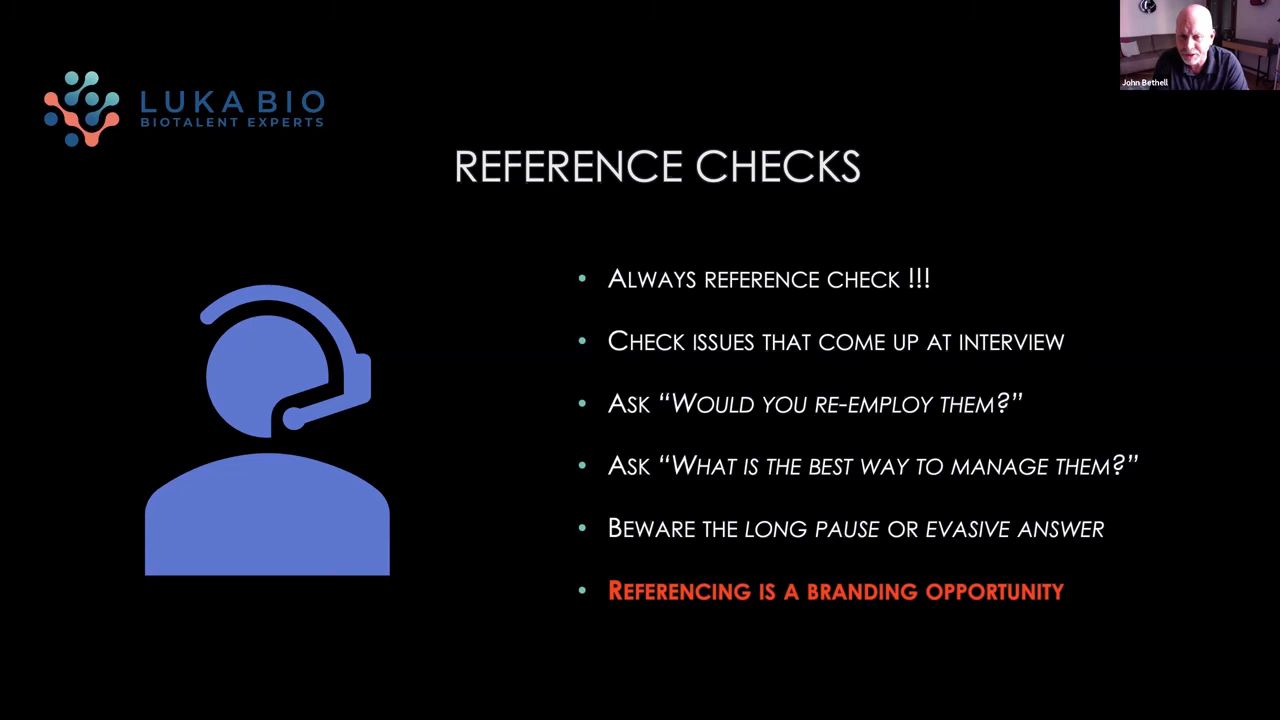 John Bethell
LUKA BIO
BIOTALENT EXPERTS
REFERENCE CHECKS
• ALWAYS REFERENCE CHECK !!!
• CHECK ISSUES THAT COME UP AT INTERVIEW
• ASK “WOULD YOU RE-EMPLOY THEM?”
• ASK “WHAT IS THE BEST WAY TO MANAGE THEM?”
• BEWARE THE LONG PAUSE OR EVASIVE ANSWER
• REFERENCING IS A BRANDING OPPORTUNITY